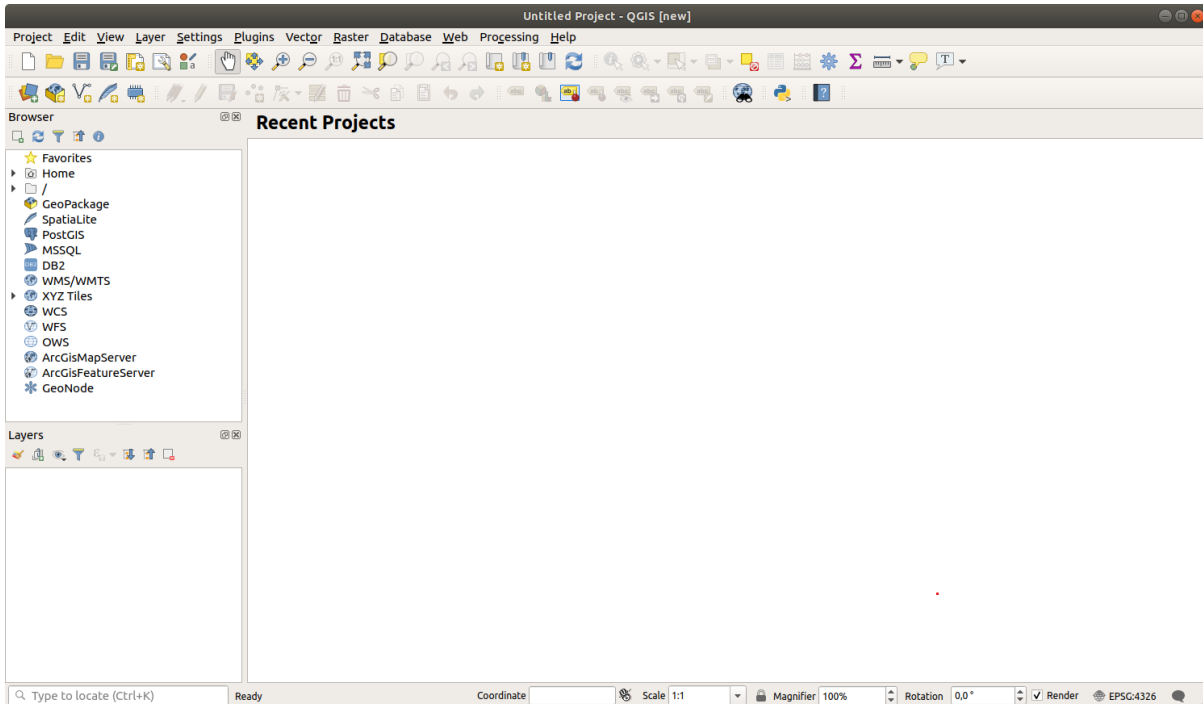 Untitled Project - QGIS [new]
Project Edit View Layer Settings Plugins Vector Raster Database Web Processing Help
Browser
Recent Projects
Favorites
Home
/
GeoPackage
SpatiaLite
PostGIS
MSSQL
DB2
WMS/WMTS
XYZ Tiles
WCS
WFS
OWS
ArcGisMapServer
ArcGisFeatureServer
GeoNode
Layers
Type to locate (Ctrl+K) Ready Coordinate Scale 1:1 Magnifier 100% Rotation 0,0 ° Render EPSG:4326